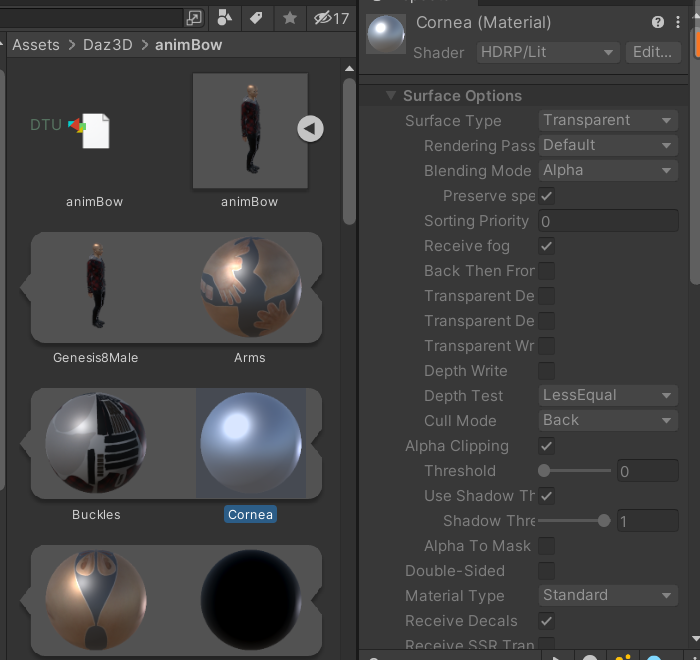 17
Assets > Daz3D > animBow
DTU
animBow
animBow
Genesis8Male
Arms
Buckles
Cornea
Cornea (Material)
Shader HDRP/Lit Edit...
Surface Options
Surface Type Transparent
Rendering Pass Default
Blending Mode Alpha
Preserve spe
Sorting Priority 0
Receive fog
Back Then Fror
Transparent De
Transparent De
Transparent Wr
Depth Write
Depth Test LessEqual
Cull Mode Back
Alpha Clipping
Threshold 0
Use Shadow Th
Shadow Thre 1
Alpha To Mask
Double-Sided
Material Type Standard
Receive Decals
Receive SSR Tran